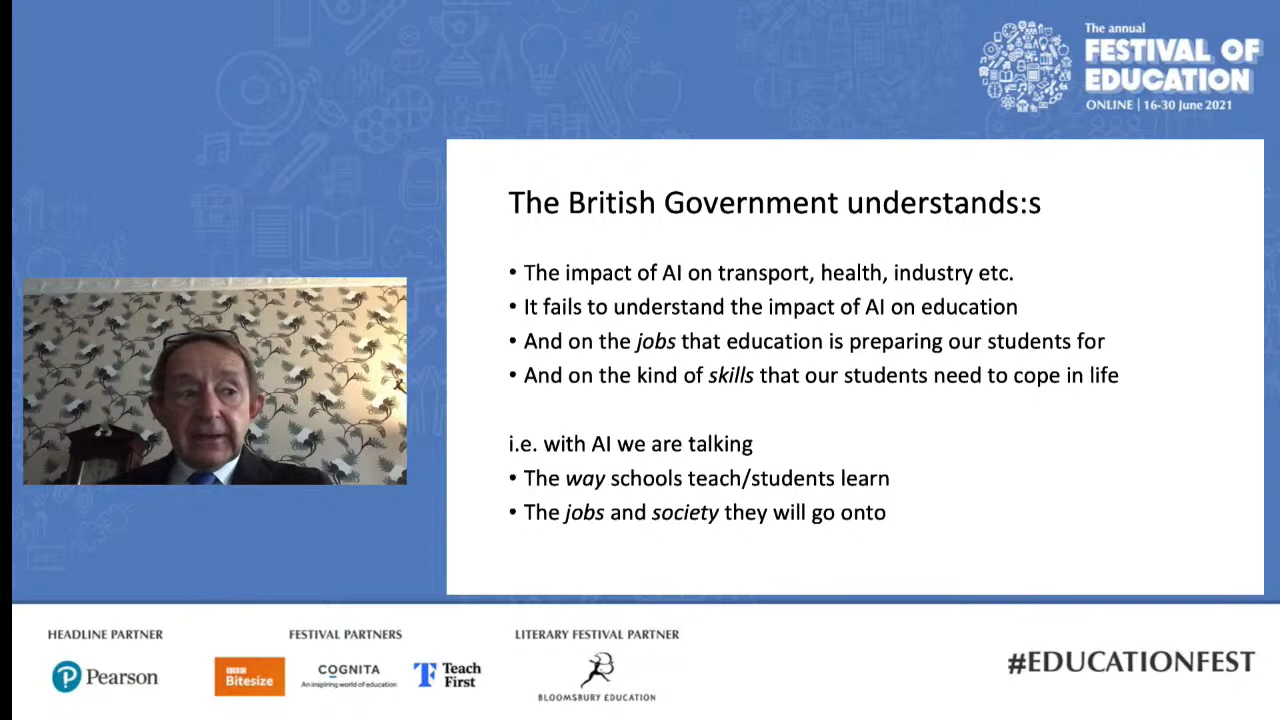 The annual
FESTIVAL OF
EDUCATION
ONLINE | 16-30 June 2021
The British Government understands:s
• The impact of AI on transport, health, industry etc.
• It fails to understand the impact of AI on education
• And on the jobs that education is preparing our students for
• And on the kind of skills that our students need to cope in life
i.e. with AI we are talking
• The way schools teach/students learn
• The jobs and society they will go onto
HEADLINE PARTNER
Pearson
FESTIVAL PARTNERS
BBC
Bitesize
COGNITA
An inspiring world of education
Teach
First
LITERARY FESTIVAL PARTNER
BLOOMSBURY EDUCATION
#EDUCATIONFEST